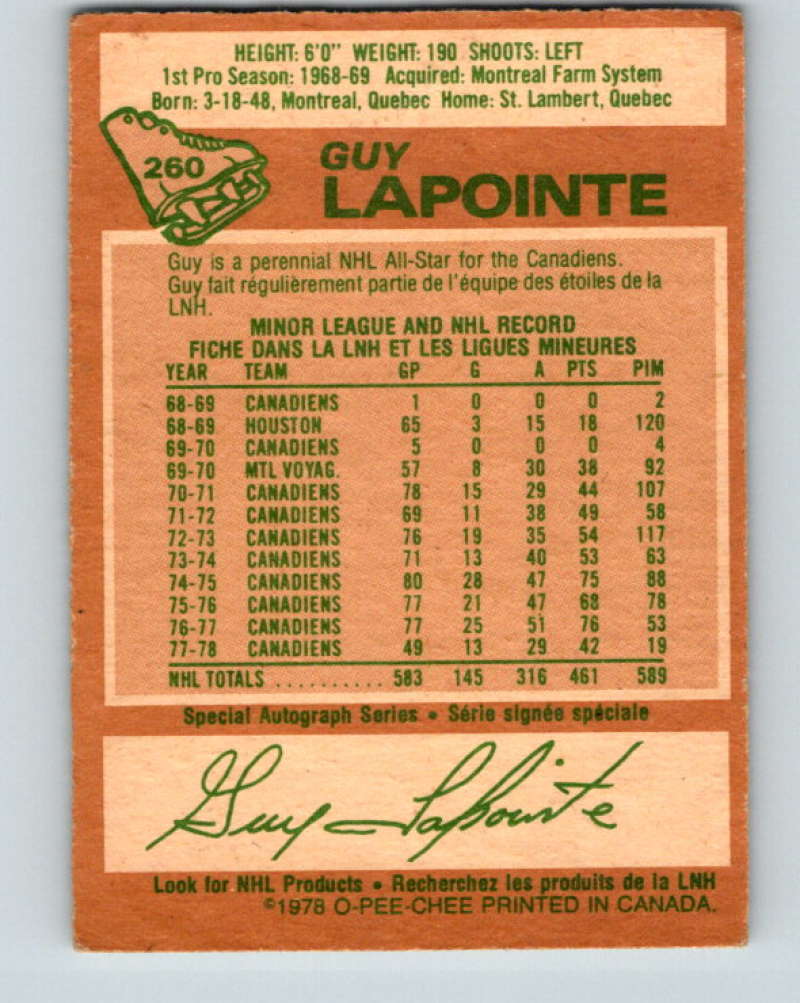 HEIGHT: 6'0" WEIGHT: 190 SHOOTS: LEFT
1st Pro Season: 1968-69 Acquired: Montreal Farm System
Born: 3-18-48, Montreal, Quebec Home: St. Lambert, Quebec
260
GUY
LAPOINTE
Guy is a perennial NHL All-Star for the Canadiens.
Guy fait régulièrement partie de l'équipe des étoiles de la
LNH.
MINOR LEAGUE AND NHL RECORD
FICHE DANS LA LNH ET LES LIGUES MINEURES
YEAR TEAM GP G A PTS PIM
68-69 CANADIENS 1 0 0 0 2
68-69 HOUSTON 65 3 15 18 120
69-70 CANADIENS 5 0 0 0 4
69-70 MTL VOYAG. 57 8 30 38 92
70-71 CANADIENS 78 15 29 44 107
71-72 CANADIENS 69 11 38 49 58
72-73 CANADIENS 76 19 35 54 117
73-74 CANADIENS 71 13 40 53 63
74-75 CANADIENS 80 28 47 75 88
75-76 CANADIENS 77 21 47 68 78
76-77 CANADIENS 77 25 51 76 53
77-78 CANADIENS 49 13 29 42 19
NHL TOTALS .......... 583 145 316 461 589
Special Autograph Series • Série signée spéciale
Guy Lapointe
Look for NHL Products • Recherchez les produits de la LNH
©1978 O-PEE-CHEE PRINTED IN CANADA.